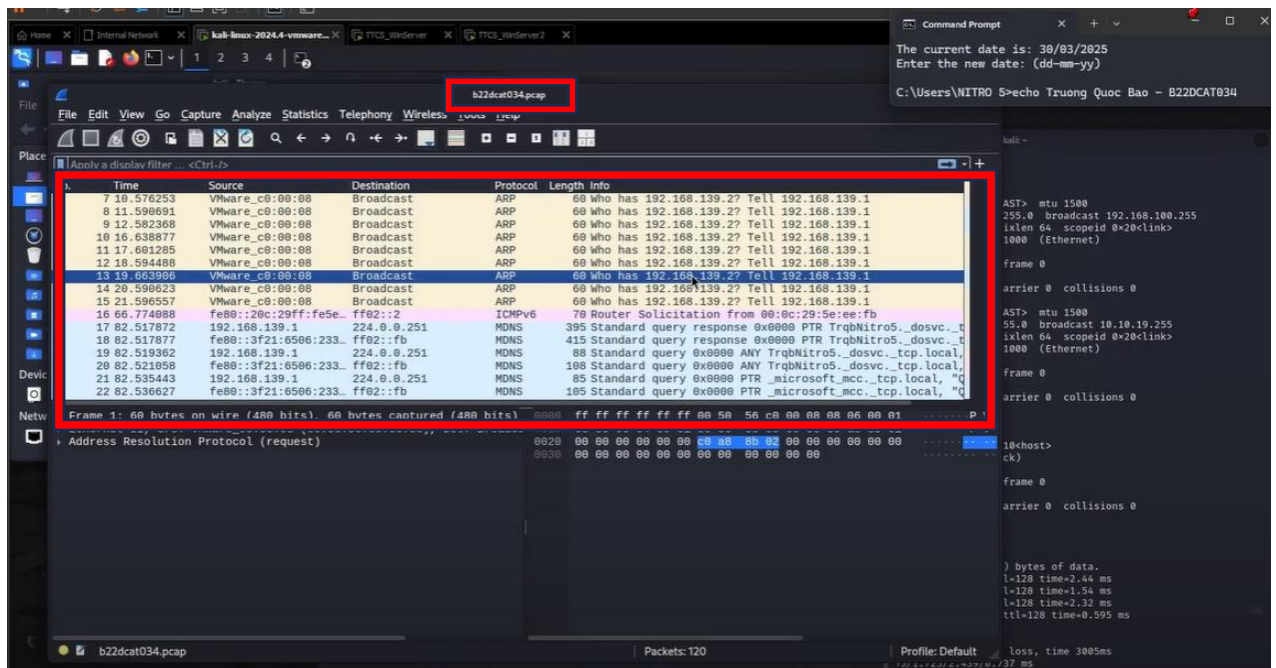 Home
Internal Network
kali-linux-2024.4-vmware...
TTCS_WinServer
TTCS_WinServer2
Command Prompt
The current date is: 30/03/2025
Enter the new date: (dd-mm-yy)
C:\Users\NITRO 5>echo Truong Quoc Bao - B22DCAT034
1 2 3 4
File
b22dcat034.pcap
File Edit View Go Capture Analyze Statistics Telephony Wireless Tools Help
Place
Apply a display filter ... <Ctrl-/>
Time Source Destination Protocol Length Info
7 10.576253 VMware_c0:00:08 Broadcast ARP 60 Who has 192.168.139.2? Tell 192.168.139.1
8 11.590691 VMware_c0:00:08 Broadcast ARP 60 Who has 192.168.139.2? Tell 192.168.139.1
9 12.582368 VMware_c0:00:08 Broadcast ARP 60 Who has 192.168.139.2? Tell 192.168.139.1
10 16.638877 VMware_c0:00:08 Broadcast ARP 60 Who has 192.168.139.2? Tell 192.168.139.1
11 17.601285 VMware_c0:00:08 Broadcast ARP 60 Who has 192.168.139.2? Tell 192.168.139.1
12 18.594488 VMware_c0:00:08 Broadcast ARP 60 Who has 192.168.139.2? Tell 192.168.139.1
13 19.663906 VMware_c0:00:08 Broadcast ARP 60 Who has 192.168.139.2? Tell 192.168.139.1
14 20.590623 VMware_c0:00:08 Broadcast ARP 60 Who has 192.168.139.2? Tell 192.168.139.1
15 21.596557 VMware_c0:00:08 Broadcast ARP 60 Who has 192.168.139.2? Tell 192.168.139.1
16 66.774088 fe80::20c:29ff:fe5e… ff02::2 ICMPv6 70 Router Solicitation from 00:0c:29:5e:ee:fb
17 82.517872 192.168.139.1 224.0.0.251 MDNS 395 Standard query response 0x0000 PTR TrqbNitro5._dosvc._t
18 82.517877 fe80::3f21:6506:233… ff02::fb MDNS 415 Standard query response 0x0000 PTR TrqbNitro5._dosvc._t
19 82.519362 192.168.139.1 224.0.0.251 MDNS 88 Standard query 0x0000 ANY TrqbNitro5._dosvc._tcp.local,
20 82.521058 fe80::3f21:6506:233… ff02::fb MDNS 108 Standard query 0x0000 ANY TrqbNitro5._dosvc._tcp.local,
21 82.535443 192.168.139.1 224.0.0.251 MDNS 85 Standard query 0x0000 PTR _microsoft_mcc._tcp.local, "Q
22 82.536627 fe80::3f21:6506:233… ff02::fb MDNS 105 Standard query 0x0000 PTR _microsoft_mcc._tcp.local, "Q
Devic
Netw
Frame 1: 60 bytes on wire (480 bits), 60 bytes captured (480 bits)
0000 ff ff ff ff ff ff 00 50 56 c0 00 08 08 06 00 01
Address Resolution Protocol (request)
0020 00 00 00 00 00 00 c0 a8 8b 02 00 00 00 00 00 00
0030 00 00 00 00 00 00 00 00 00 00 00 00
kali: ~
AST> mtu 1500
255.0 broadcast 192.168.100.255
ixlen 64 scopeid 0×20<link>
1000 (Ethernet)
frame 0
arrier 0 collisions 0
AST> mtu 1500
55.0 broadcast 10.10.19.255
ixlen 64 scopeid 0×20<link>
1000 (Ethernet)
frame 0
arrier 0 collisions 0
10<host>
ck)
frame 0
arrier 0 collisions 0
) bytes of data.
l=128 time=2.44 ms
l=128 time=1.54 ms
l=128 time=2.32 ms
ttl=128 time=0.595 ms
loss, time 3005ms
b22dcat034.pcap
Packets: 120
Profile: Default